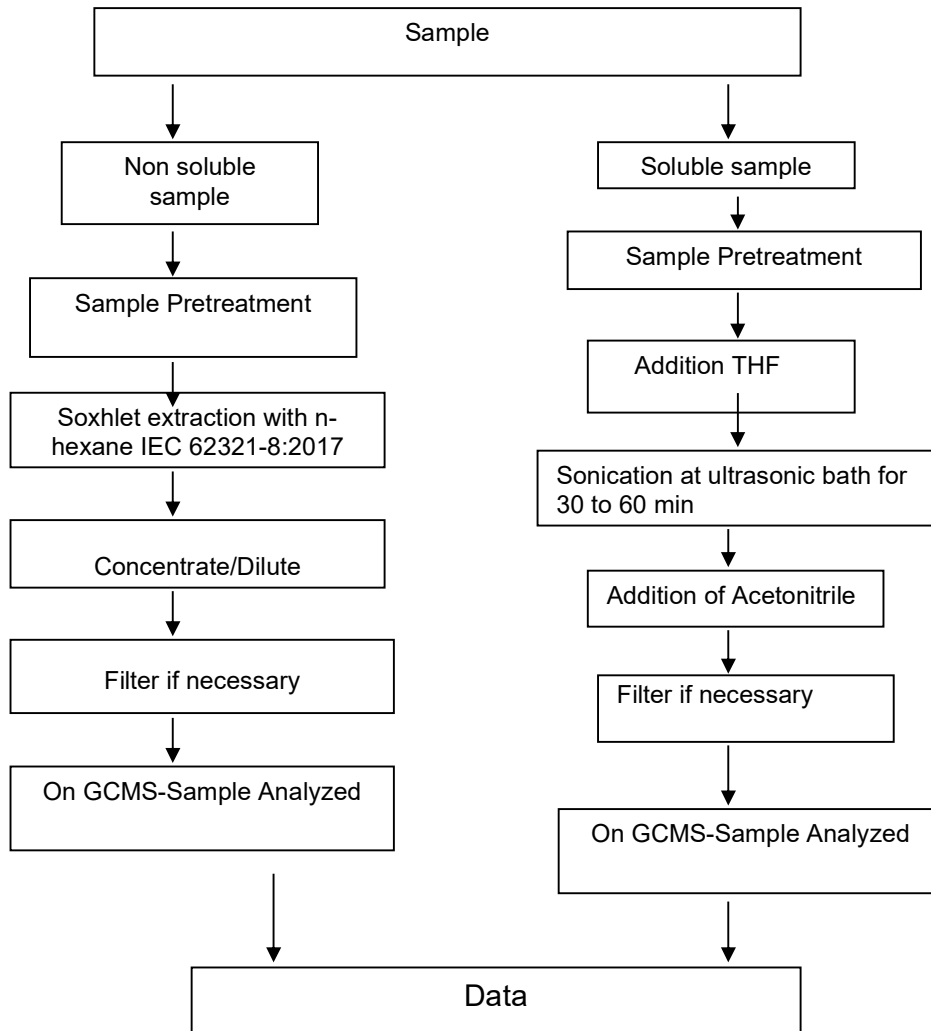 Sample
Non soluble
sample
Sample Pretreatment
Soxhlet extraction with n-
hexane IEC 62321-8:2017
Concentrate/Dilute
Filter if necessary
On GCMS-Sample Analyzed
Soluble sample
Sample Pretreatment
Addition THF
Sonication at ultrasonic bath for
30 to 60 min
Addition of Acetonitrile
Filter if necessary
On GCMS-Sample Analyzed
Data